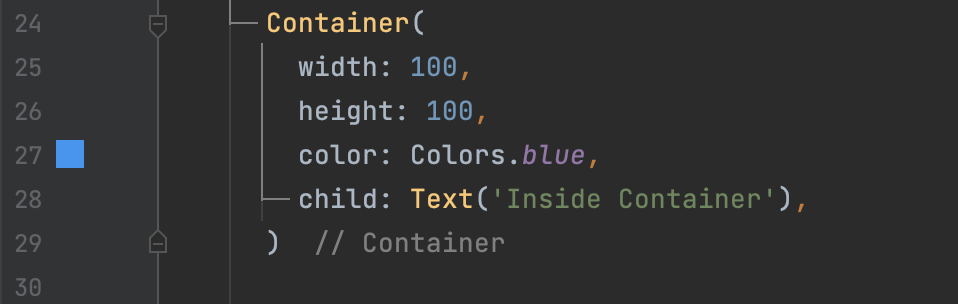 24 Container(
25 width: 100,
26 height: 100,
27 color: Colors.blue,
28 child: Text('Inside Container'),
29 ) // Container
30